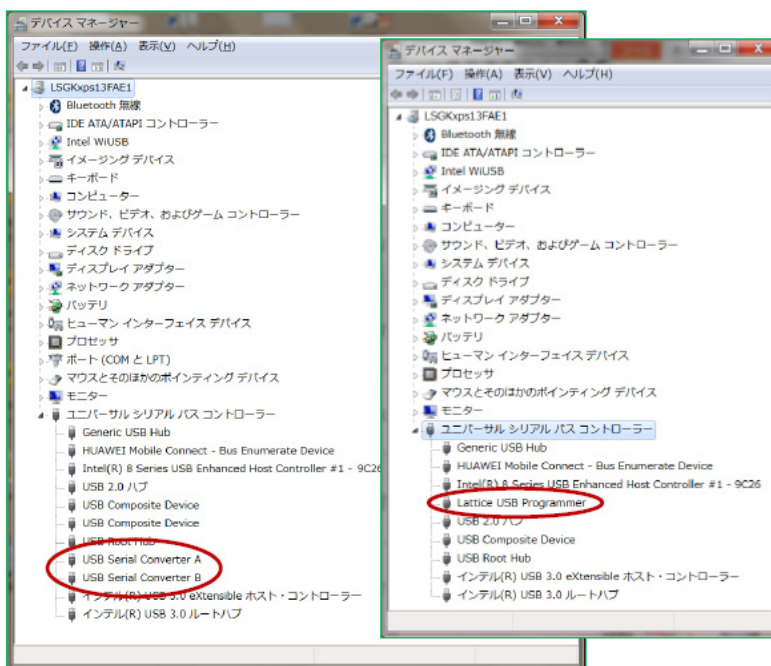 デバイス マネージャー
ファイル(F) 操作(A) 表示(V) ヘルプ(H)
LSGKxps13FAE1
Bluetooth 無線
IDE ATA/ATAPI コントローラー
Intel WiUSB
イメージング デバイス
キーボード
コンピューター
サウンド、ビデオ、およびゲーム コントローラー
システム デバイス
ディスク ドライブ
ディスプレイ アダプター
ネットワーク アダプター
バッテリ
ヒューマン インターフェイス デバイス
プロセッサ
ポート (COM と LPT)
マウスとそのほかのポインティング デバイス
モニター
ユニバーサル シリアル バス コントローラー
Generic USB Hub
HUAWEI Mobile Connect - Bus Enumerate Device
Intel(R) 8 Series USB Enhanced Host Controller #1 - 9C26
USB 2.0 ハブ
USB Composite Device
USB Composite Device
USB Root Hub
USB Serial Converter A
USB Serial Converter B
インテル(R) USB 3.0 eXtensible ホスト・コントローラー
インテル(R) USB 3.0 ルートハブ
デバイス マネージャー
ファイル(F) 操作(A) 表示(V) ヘルプ(H)
LSGKxps13FAE1
Bluetooth 無線
IDE ATA/ATAPI コントローラー
Intel WiUSB
イメージング デバイス
キーボード
コンピューター
サウンド、ビデオ、およびゲーム コントローラー
システム デバイス
ディスク ドライブ
ディスプレイ アダプター
ネットワーク アダプター
バッテリ
ヒューマン インターフェイス デバイス
プロセッサ
マウスとそのほかのポインティング デバイス
モニター
ユニバーサル シリアル バス コントローラー
Generic USB Hub
HUAWEI Mobile Connect - Bus Enumerate Device
Intel(R) 8 Series USB Enhanced Host Controller #1 - 9C26
Lattice USB Programmer
USB 2.0 ハブ
USB Composite Device
USB Root Hub
インテル(R) USB 3.0 eXtensible ホスト・コントローラー
インテル(R) USB 3.0 ルートハブ